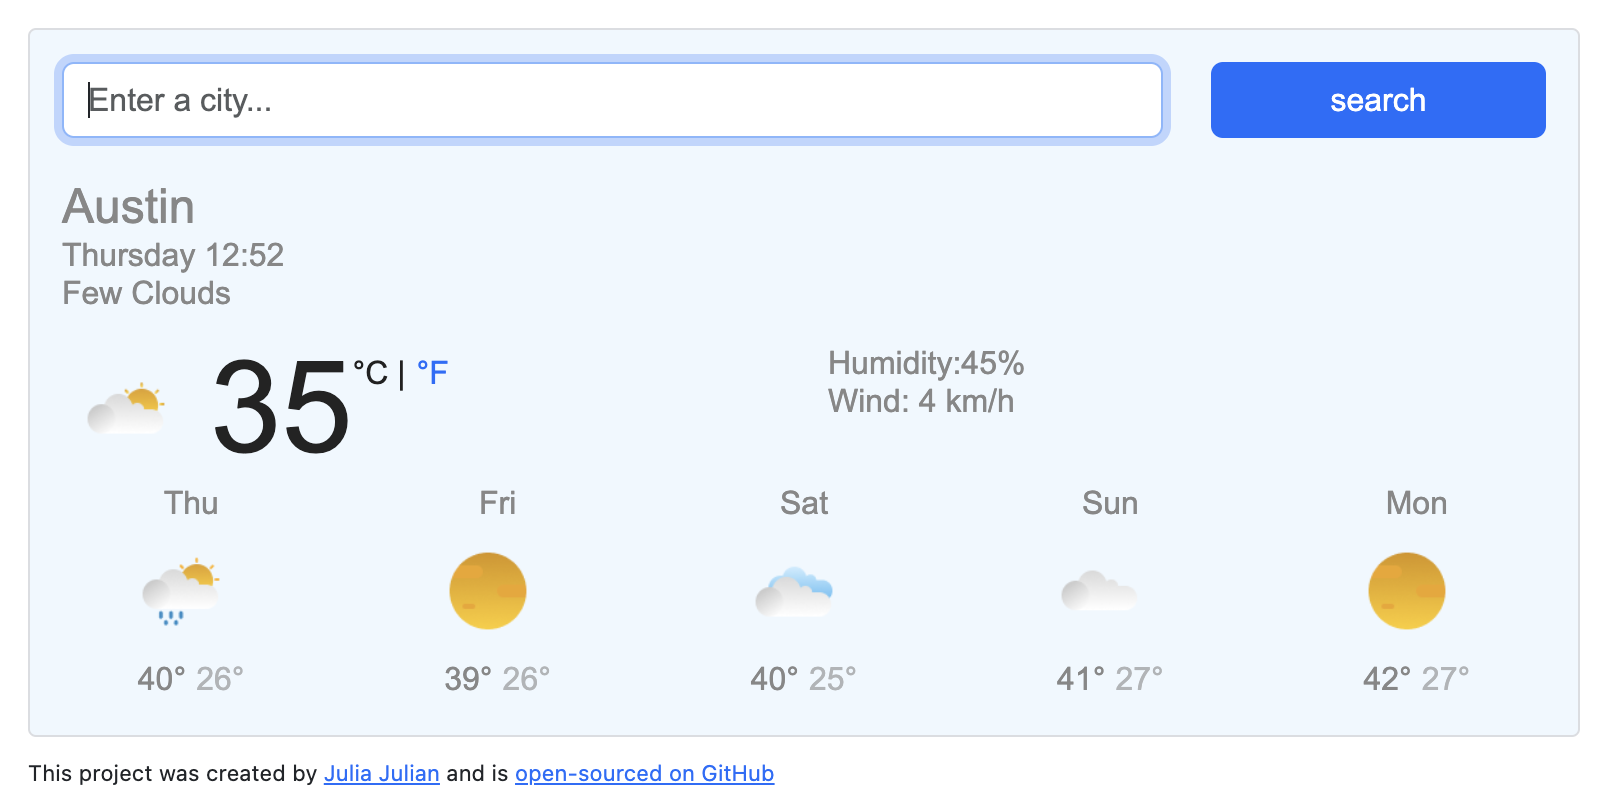 Enter a city...
search
Austin
Thursday 12:52
Few Clouds
35 °C | °F
Humidity:45%
Wind: 4 km/h
Thu Fri Sat Sun Mon
40° 26° 39° 26° 40° 25° 41° 27° 42° 27°
This project was created by Julia Julian and is open-sourced on GitHub